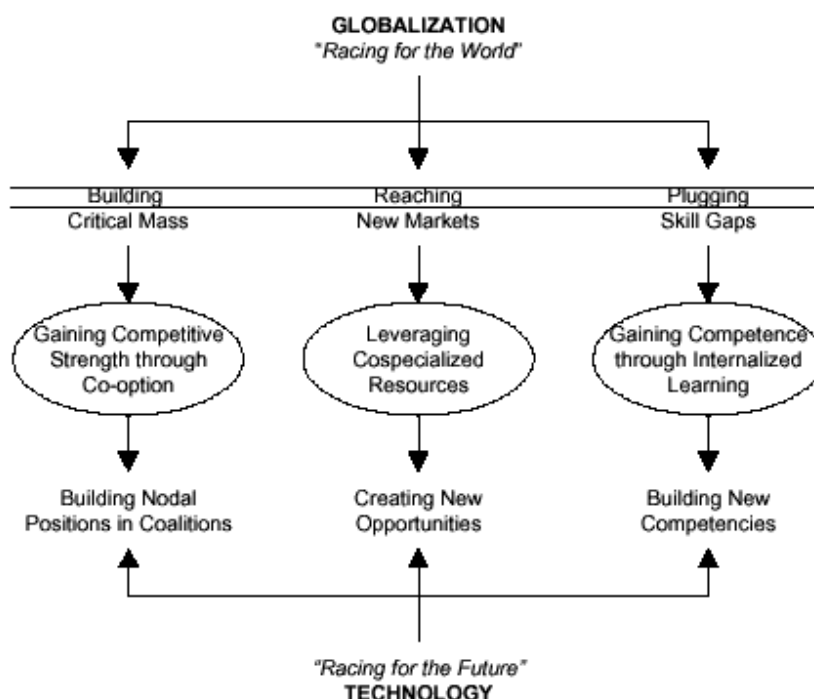 GLOBALIZATION
"Racing for the World"
Building
Critical Mass
Reaching
New Markets
Plugging
Skill Gaps
Gaining Competitive
Strength through
Co-option
Leveraging
Cospecialized
Resources
Gaining Competence
through Internalized
Learning
Building Nodal
Positions in Coalitions
Creating New
Opportunities
Building New
Competencies
"Racing for the Future"
TECHNOLOGY